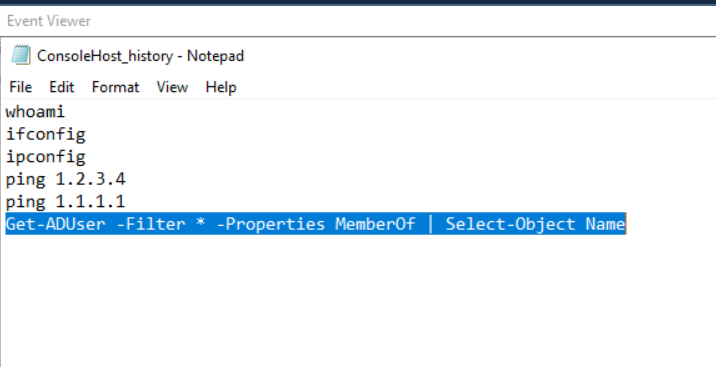 Event Viewer
ConsoleHost_history - Notepad
File Edit Format View Help
whoami
ifconfig
ipconfig
ping 1.2.3.4
ping 1.1.1.1
Get-ADUser -Filter * -Properties MemberOf | Select-Object Name